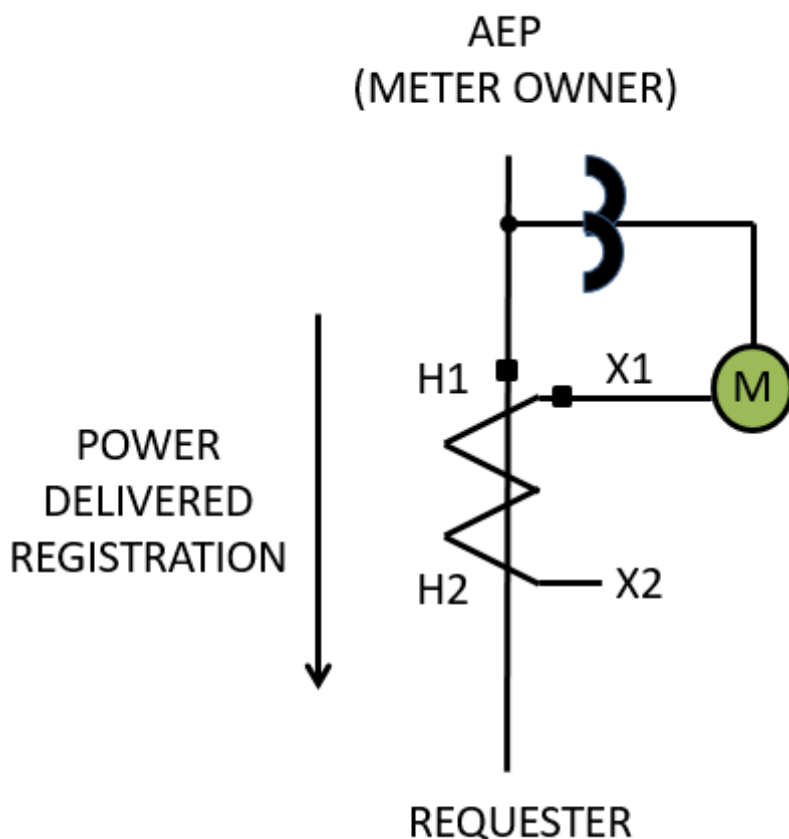 AEP
(METER OWNER)
H1
X1
M
POWER
DELIVERED
REGISTRATION
H2
X2
REQUESTER